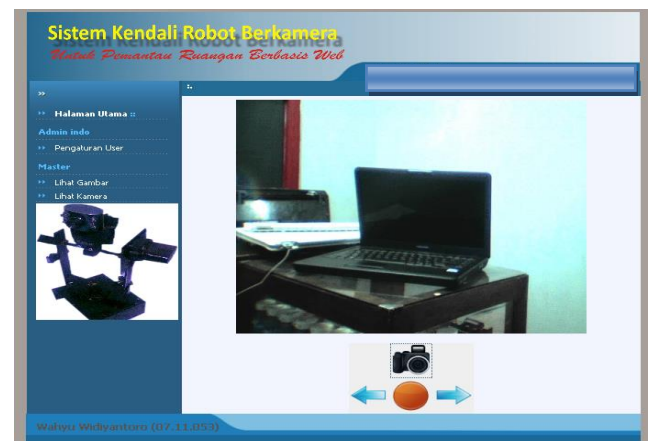 Sistem Kendali Robot Berkamera
Untuk Pemantau Ruangan Berbasis Web
››
::.
›› Halaman Utama ::
Admin indo
›› Pengaturan User
Master
›› Lihat Gambar
›› Lihat Kamera
Wahyu Widiyantoro (07.11.053)